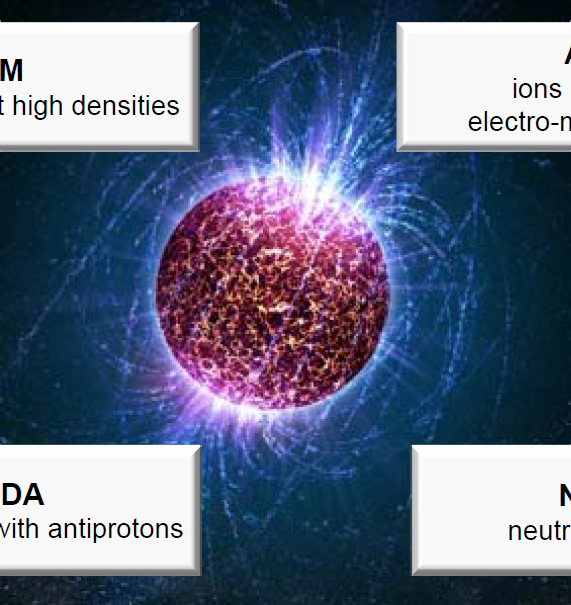 M
t high densities
A
ions
electro-m
DA
with antiprotons
N
neutr